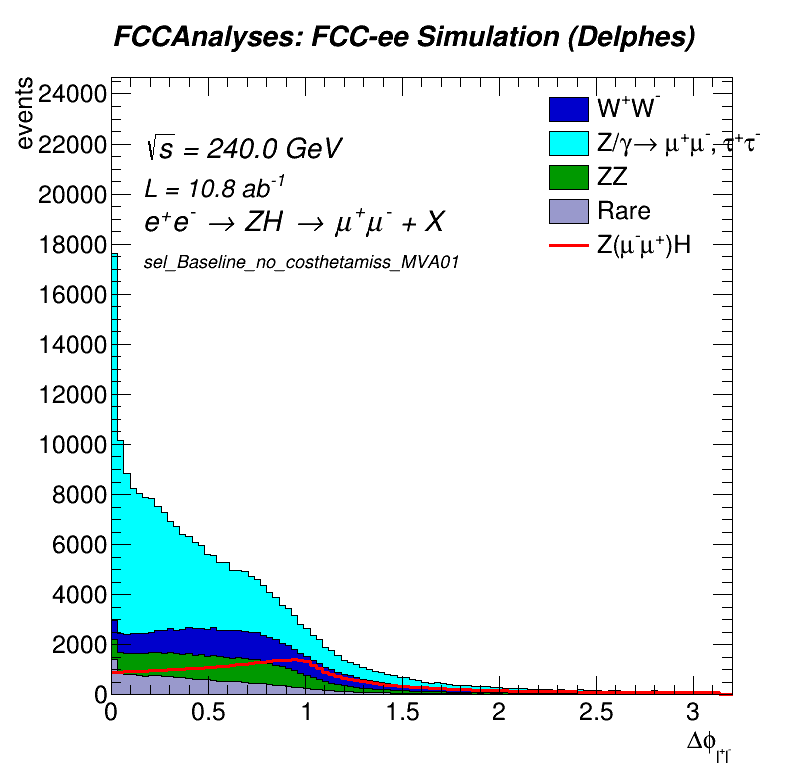 FCCAnalyses: FCC-ee Simulation (Delphes)
events
24000
22000
20000
18000
16000
14000
12000
10000
8000
6000
4000
2000
0
√s = 240.0 GeV
L = 10.8 ab⁻¹
e⁺e⁻ → ZH → μ⁺μ⁻ + X
sel_Baseline_no_costhetamiss_MVA01
W⁺W⁻
Z/γ→ μ⁺μ⁻, τ⁺τ⁻
ZZ
Rare
Z(μ⁻μ⁺)H
0 0.5 1 1.5 2 2.5 3
Δϕ l⁺l⁻